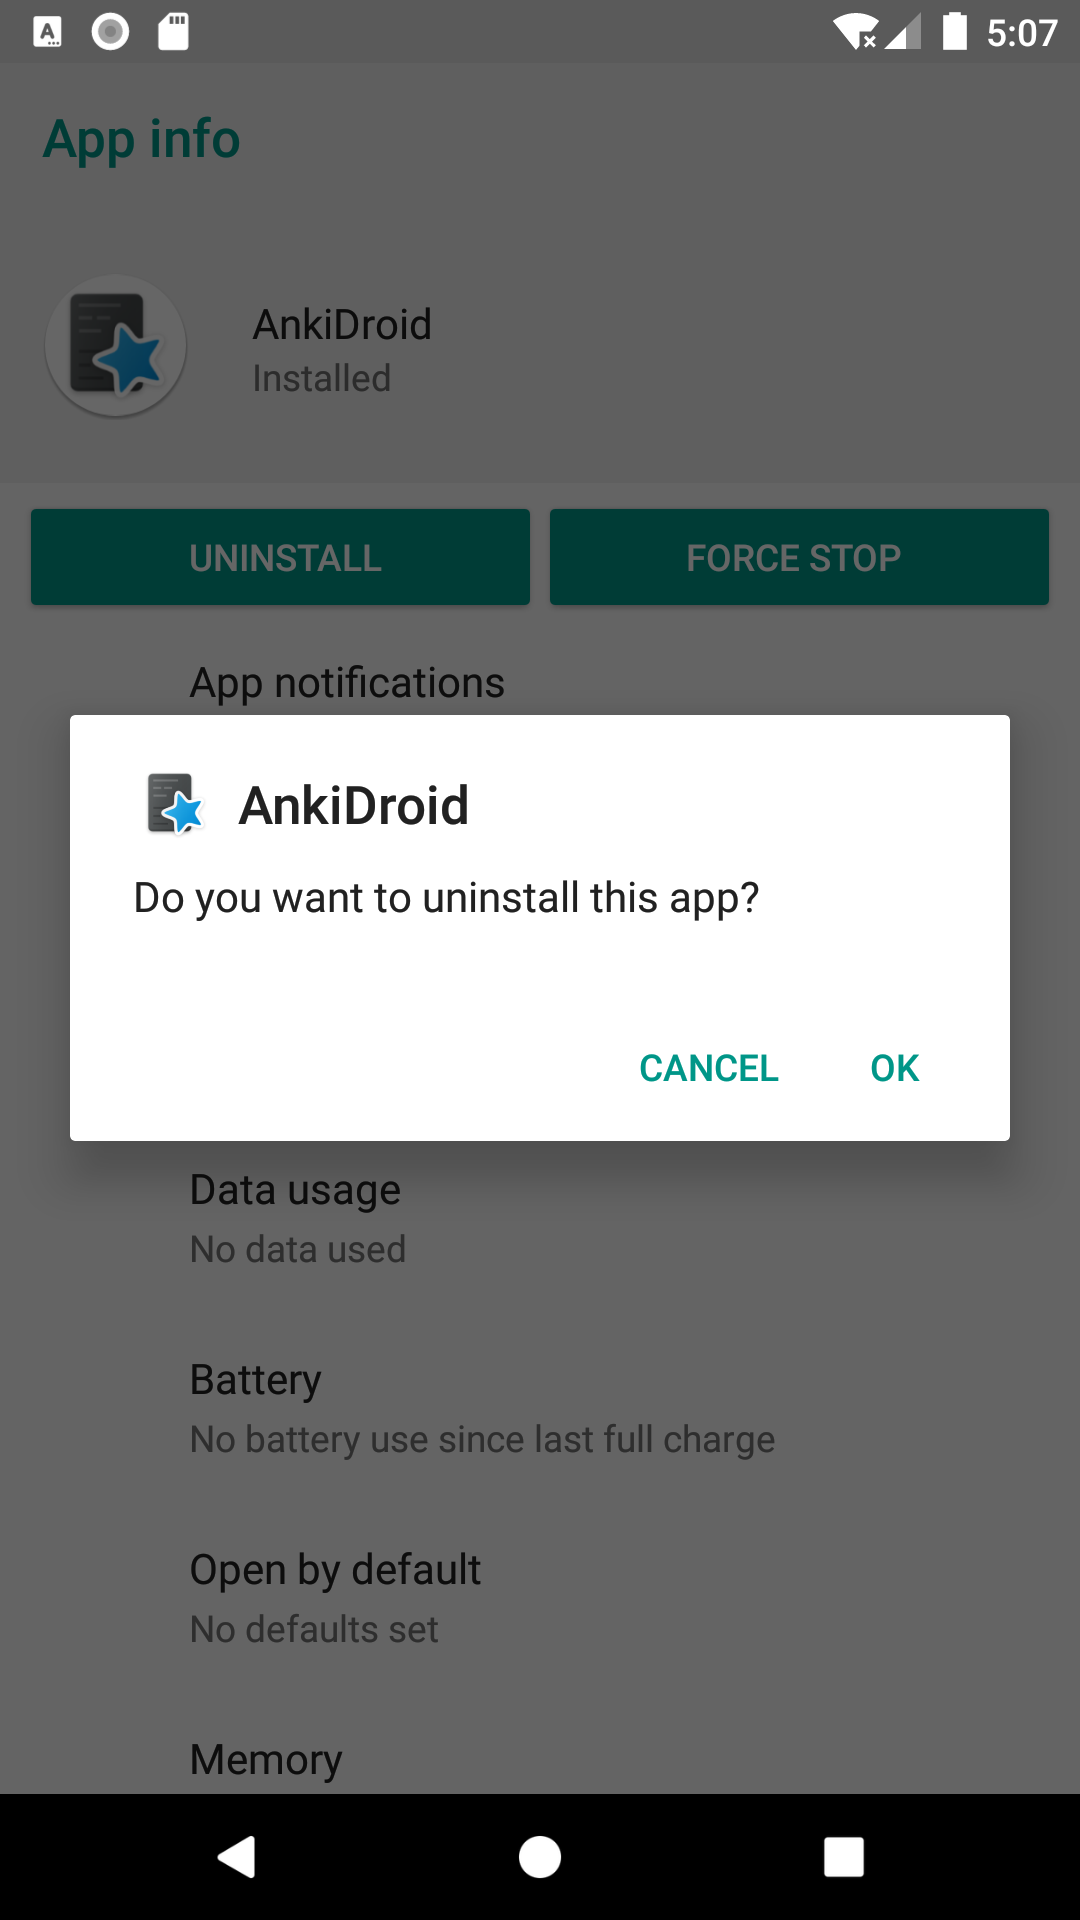 5:07
App info
AnkiDroid
Installed
UNINSTALL
FORCE STOP
App notifications
AnkiDroid
Do you want to uninstall this app?
CANCEL
OK
Data usage
No data used
Battery
No battery use since last full charge
Open by default
No defaults set
Memory